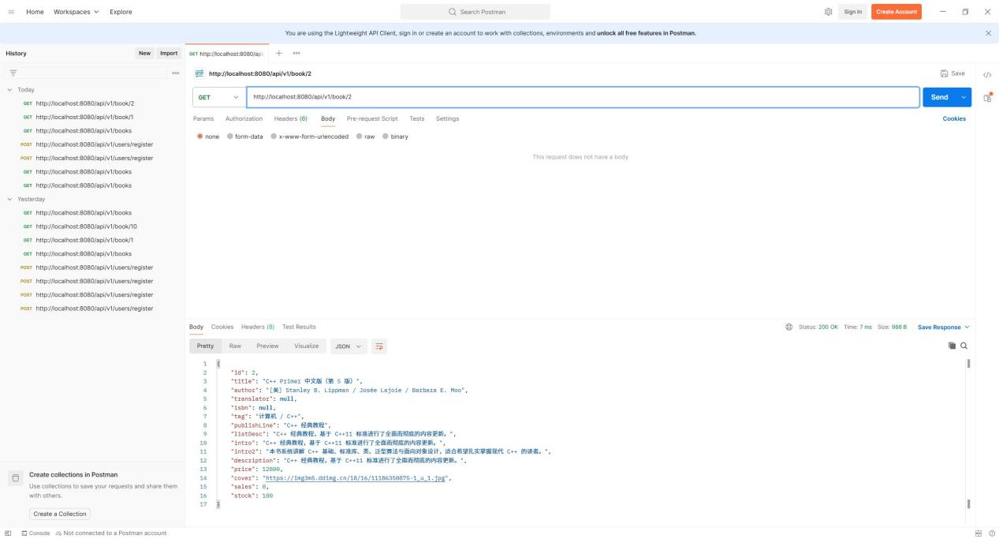 Home Workspaces Explore Search Postman Sign In Create Account
You are using the Lightweight API Client, sign in or create an account to work with collections, environments and unlock all free features in Postman.
History New Import
GET http://localhost:8080/api
http://localhost:8080/api/v1/book/2 Save
Today
GET http://localhost:8080/api/v1/book/2
GET http://localhost:8080/api/v1/book/1
GET http://localhost:8080/api/v1/books
POST http://localhost:8080/api/v1/users/register
POST http://localhost:8080/api/v1/users/register
GET http://localhost:8080/api/v1/books
GET http://localhost:8080/api/v1/books
Yesterday
GET http://localhost:8080/api/v1/books
GET http://localhost:8080/api/v1/book/10
GET http://localhost:8080/api/v1/book/1
GET http://localhost:8080/api/v1/books
POST http://localhost:8080/api/v1/users/register
POST http://localhost:8080/api/v1/users/register
POST http://localhost:8080/api/v1/users/register
POST http://localhost:8080/api/v1/users/register
Create collections in Postman
Use collections to save your requests and share them
with others.
Create a Collection
GET http://localhost:8080/api/v1/book/2 Send
Params Authorization Headers (6) Body Pre-request Script Tests Settings Cookies
none form-data x-www-form-urlencoded raw binary
This request does not have a body
Body Cookies Headers (8) Test Results Status: 200 OK Time: 7 ms Size: 988 B Save Response
Pretty Raw Preview Visualize JSON
1 {
2 "id": 2,
3 "title": "C++ Primer 中文版（第 5 版）",
4 "author": "[美] Stanley B. Lippman / Josée Lajoie / Barbara E. Moo",
5 "translator": null,
6 "isbn": null,
7 "tag": "计算机 / C++",
8 "publishLine": "C++ 经典教程",
9 "listDesc": "C++ 经典教程，基于 C++11 标准进行了全面而彻底的内容更新。",
10 "intro": "C++ 经典教程，基于 C++11 标准进行了全面而彻底的内容更新。",
11 "intro2": "本书系统讲解 C++ 基础、标准库、类、泛型算法与面向对象设计，适合希望扎实掌握现代 C++ 的读者。",
12 "description": "C++ 经典教程，基于 C++11 标准进行了全面而彻底的内容更新。",
13 "price": 12800,
14 "cover": "https://img3m5.ddimg.cn/18/16/11186350875-1_u_1.jpg",
15 "sales": 0,
16 "stock": 100
17 }
Console Not connected to a Postman account